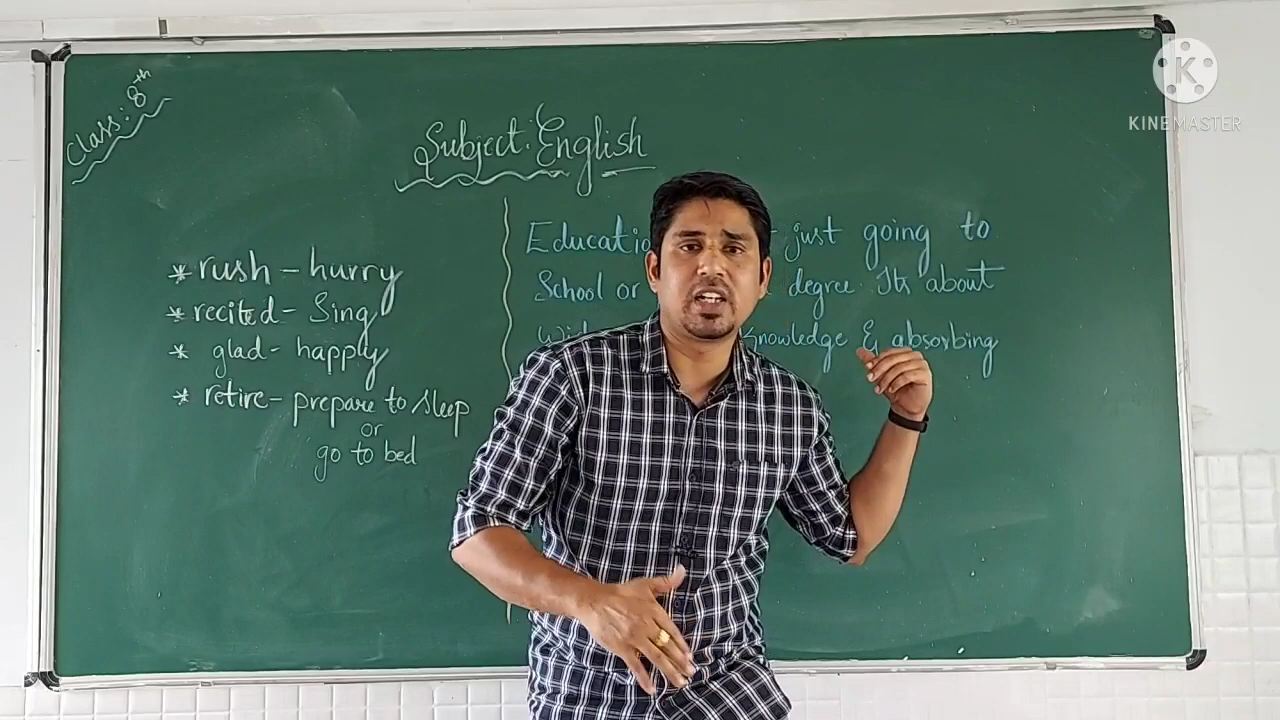 Class: 8th
Subject: English
* rush - hurry
* recited - Sing
* glad - happy
* retire - prepare to sleep
or
go to bed
just going to
School or degree. Its about
Knowledge & absorbing
KINEMASTER